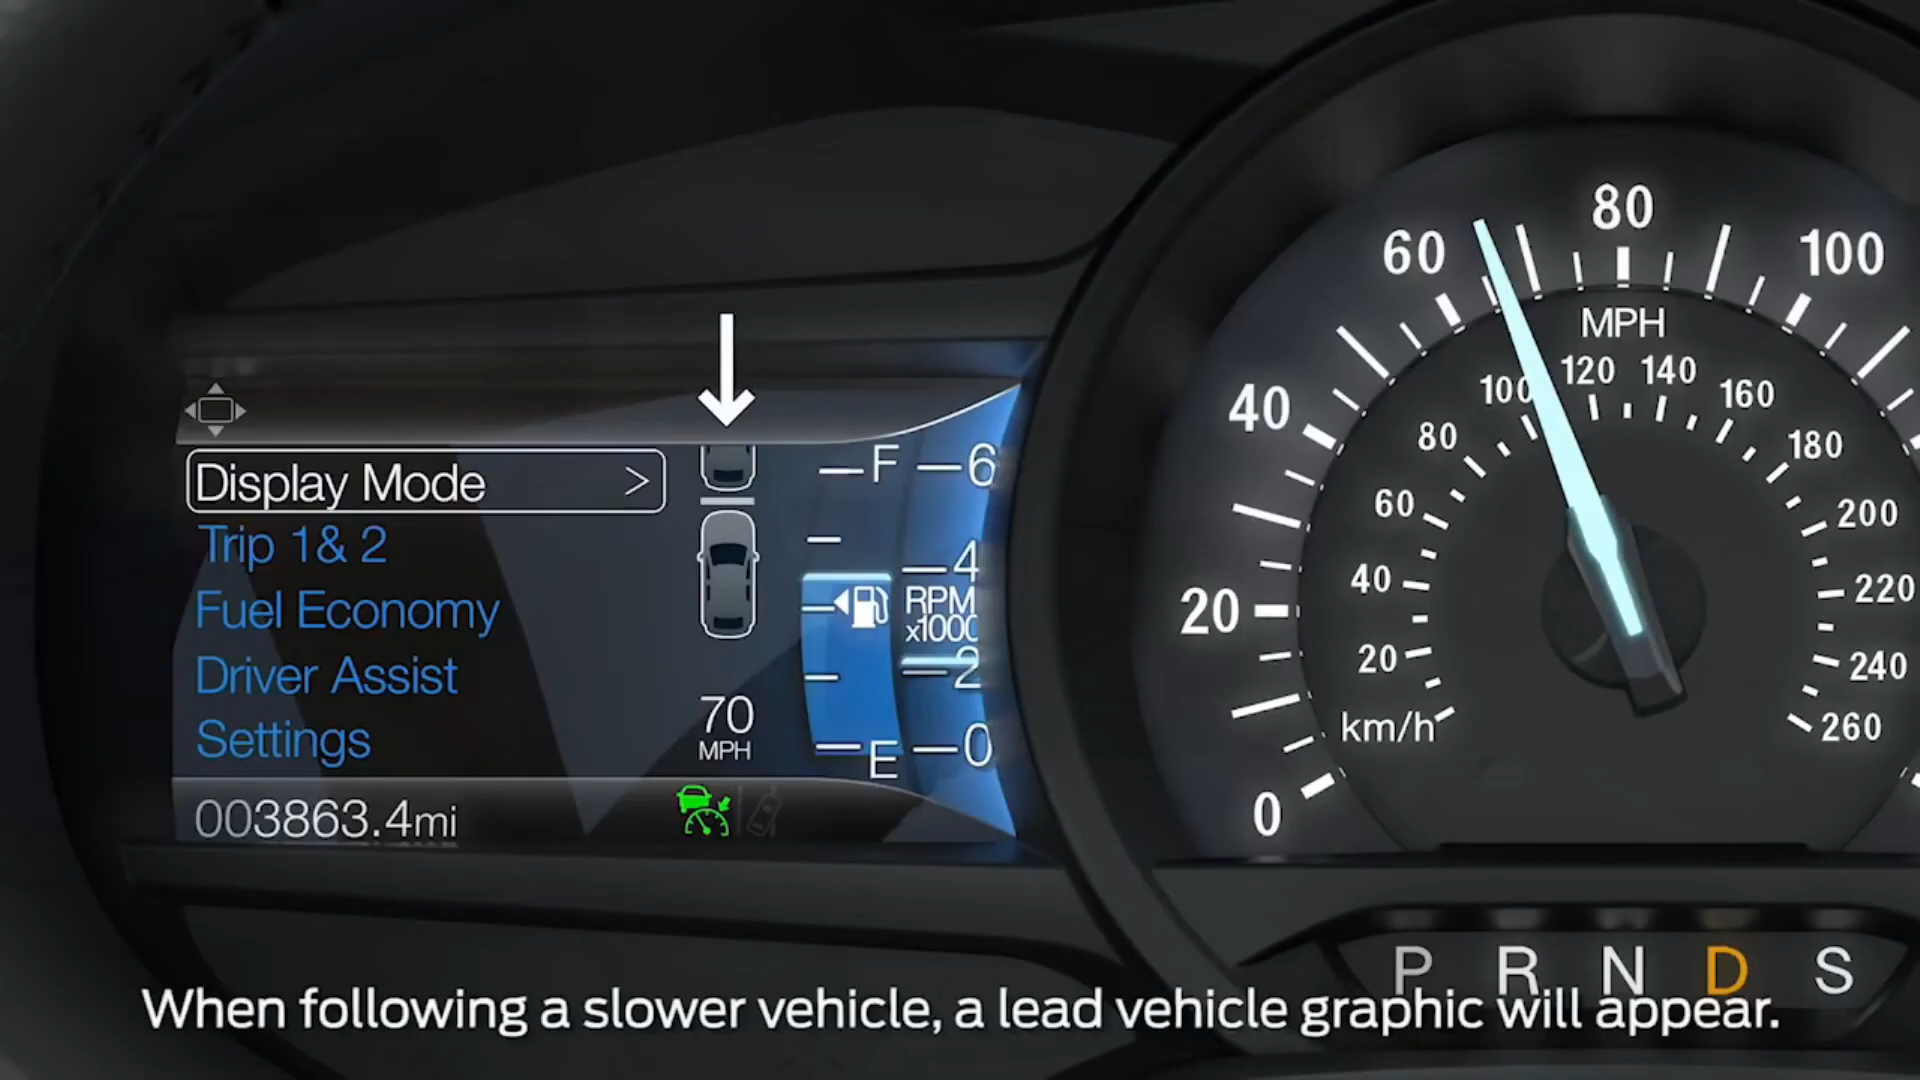 Display Mode >
Trip 1& 2
Fuel Economy
Driver Assist
Settings
003863.4mi
70
MPH
F
E
6
4
RPM
x1000
2
0
0
20
40
60
80
100
MPH
km/h
20
40
60
80
100
120
140
160
180
200
220
240
260
P R N D S
When following a slower vehicle, a lead vehicle graphic will appear.